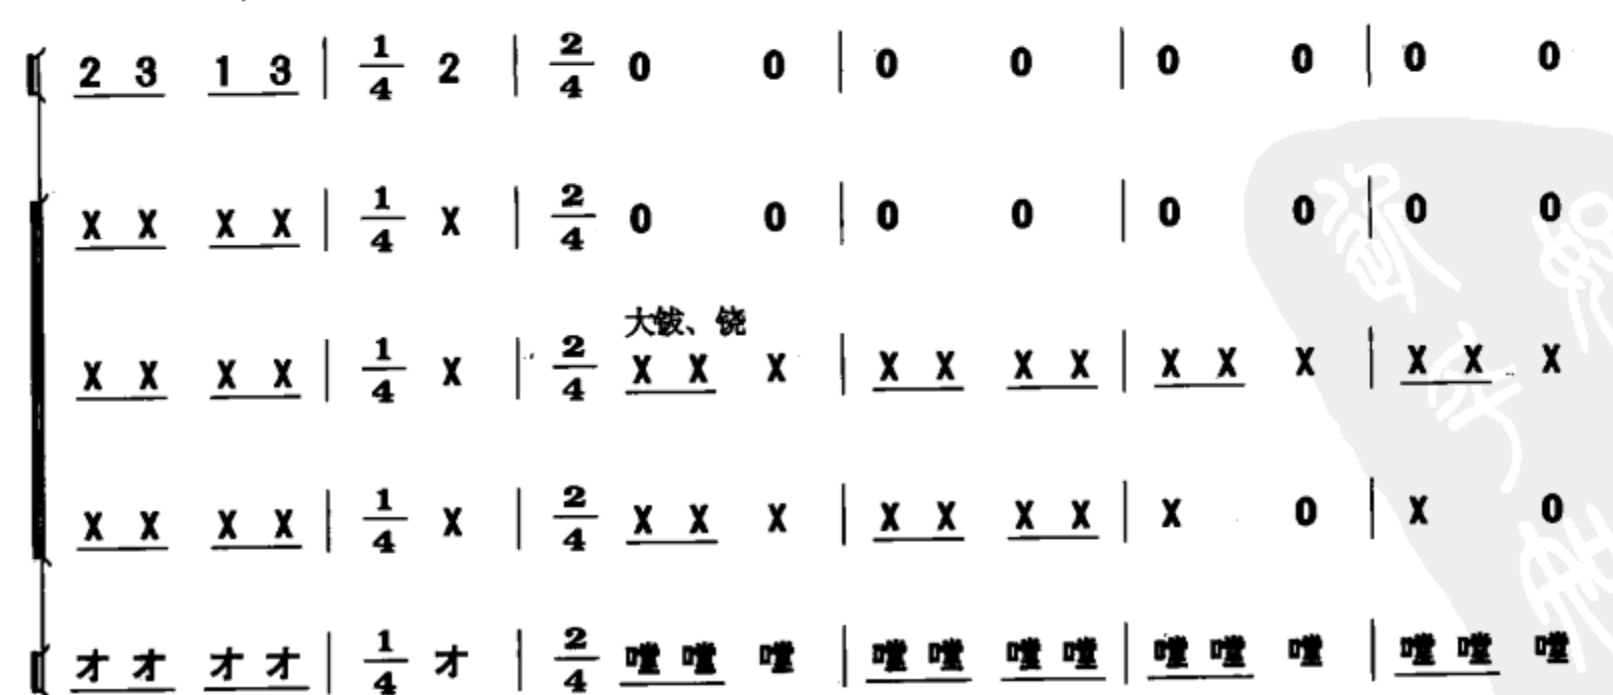 2 3 1 3 | 1/4 2 | 2/4 0 0 | 0 0 | 0 0 | 0 0
X X X X | 1/4 X | 2/4 0 0 | 0 0 | 0 0 | 0 0
大钹、铙
X X X X | 1/4 X | 2/4 X X X | X X X X | X X X | X X X
X X X X | 1/4 X | 2/4 X X X | X X X X | X 0 | X 0
才 才 才 才 | 1/4 才 | 2/4 嘡 嘡 嘡 | 嘡 嘡 嘡 嘡 | 嘡 嘡 嘡 | 嘡 嘡 嘡